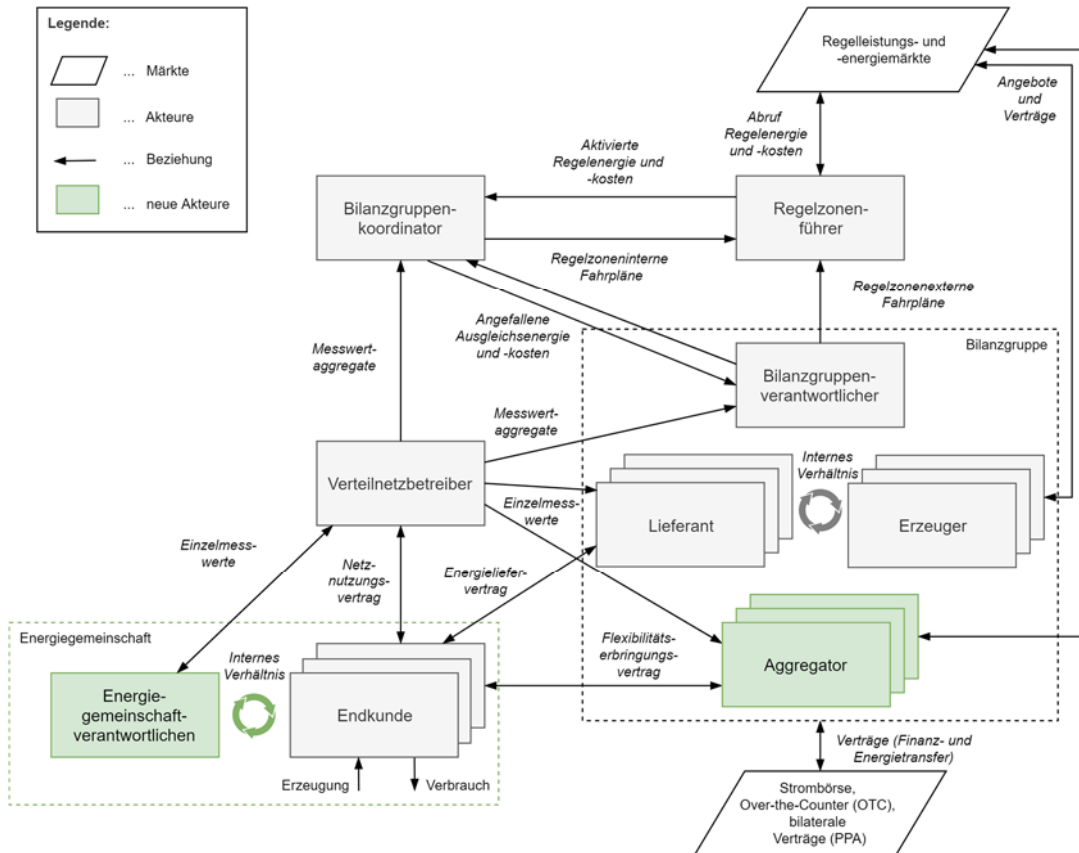 Legende:
... Märkte
... Akteure
... Beziehung
... neue Akteure
Regelleistungs- und
-energiemärkte
Angebote
und
Verträge
Abruf
Regelenergie
und -kosten
Aktivierte
Regelenergie und
-kosten
Bilanzgruppen-
koordinator
Regelzonen-
führer
Regelzoneninterne
Fahrpläne
Regelzonenexterne
Fahrpläne
Angefallene
Ausgleichsenergie
und -kosten
Messwert-
aggregate
Bilanzgruppe
Bilanzgruppen-
verantwortlicher
Messwert-
aggregate
Verteilnetzbetreiber
Internes
Verhältnis
Einzelmess-
werte
Lieferant
Erzeuger
Einzelmess-
werte
Netz-
nutzungs-
vertrag
Energieliefer-
vertrag
Energiegemeinschaft
Flexibilitäts-
erbringungs-
vertrag
Aggregator
Internes
Verhältnis
Energie-
gemeinschaft-
verantwortlichen
Endkunde
Erzeugung
Verbrauch
Verträge (Finanz- und
Energietransfer)
Strombörse,
Over-the-Counter (OTC),
bilaterale
Verträge (PPA)